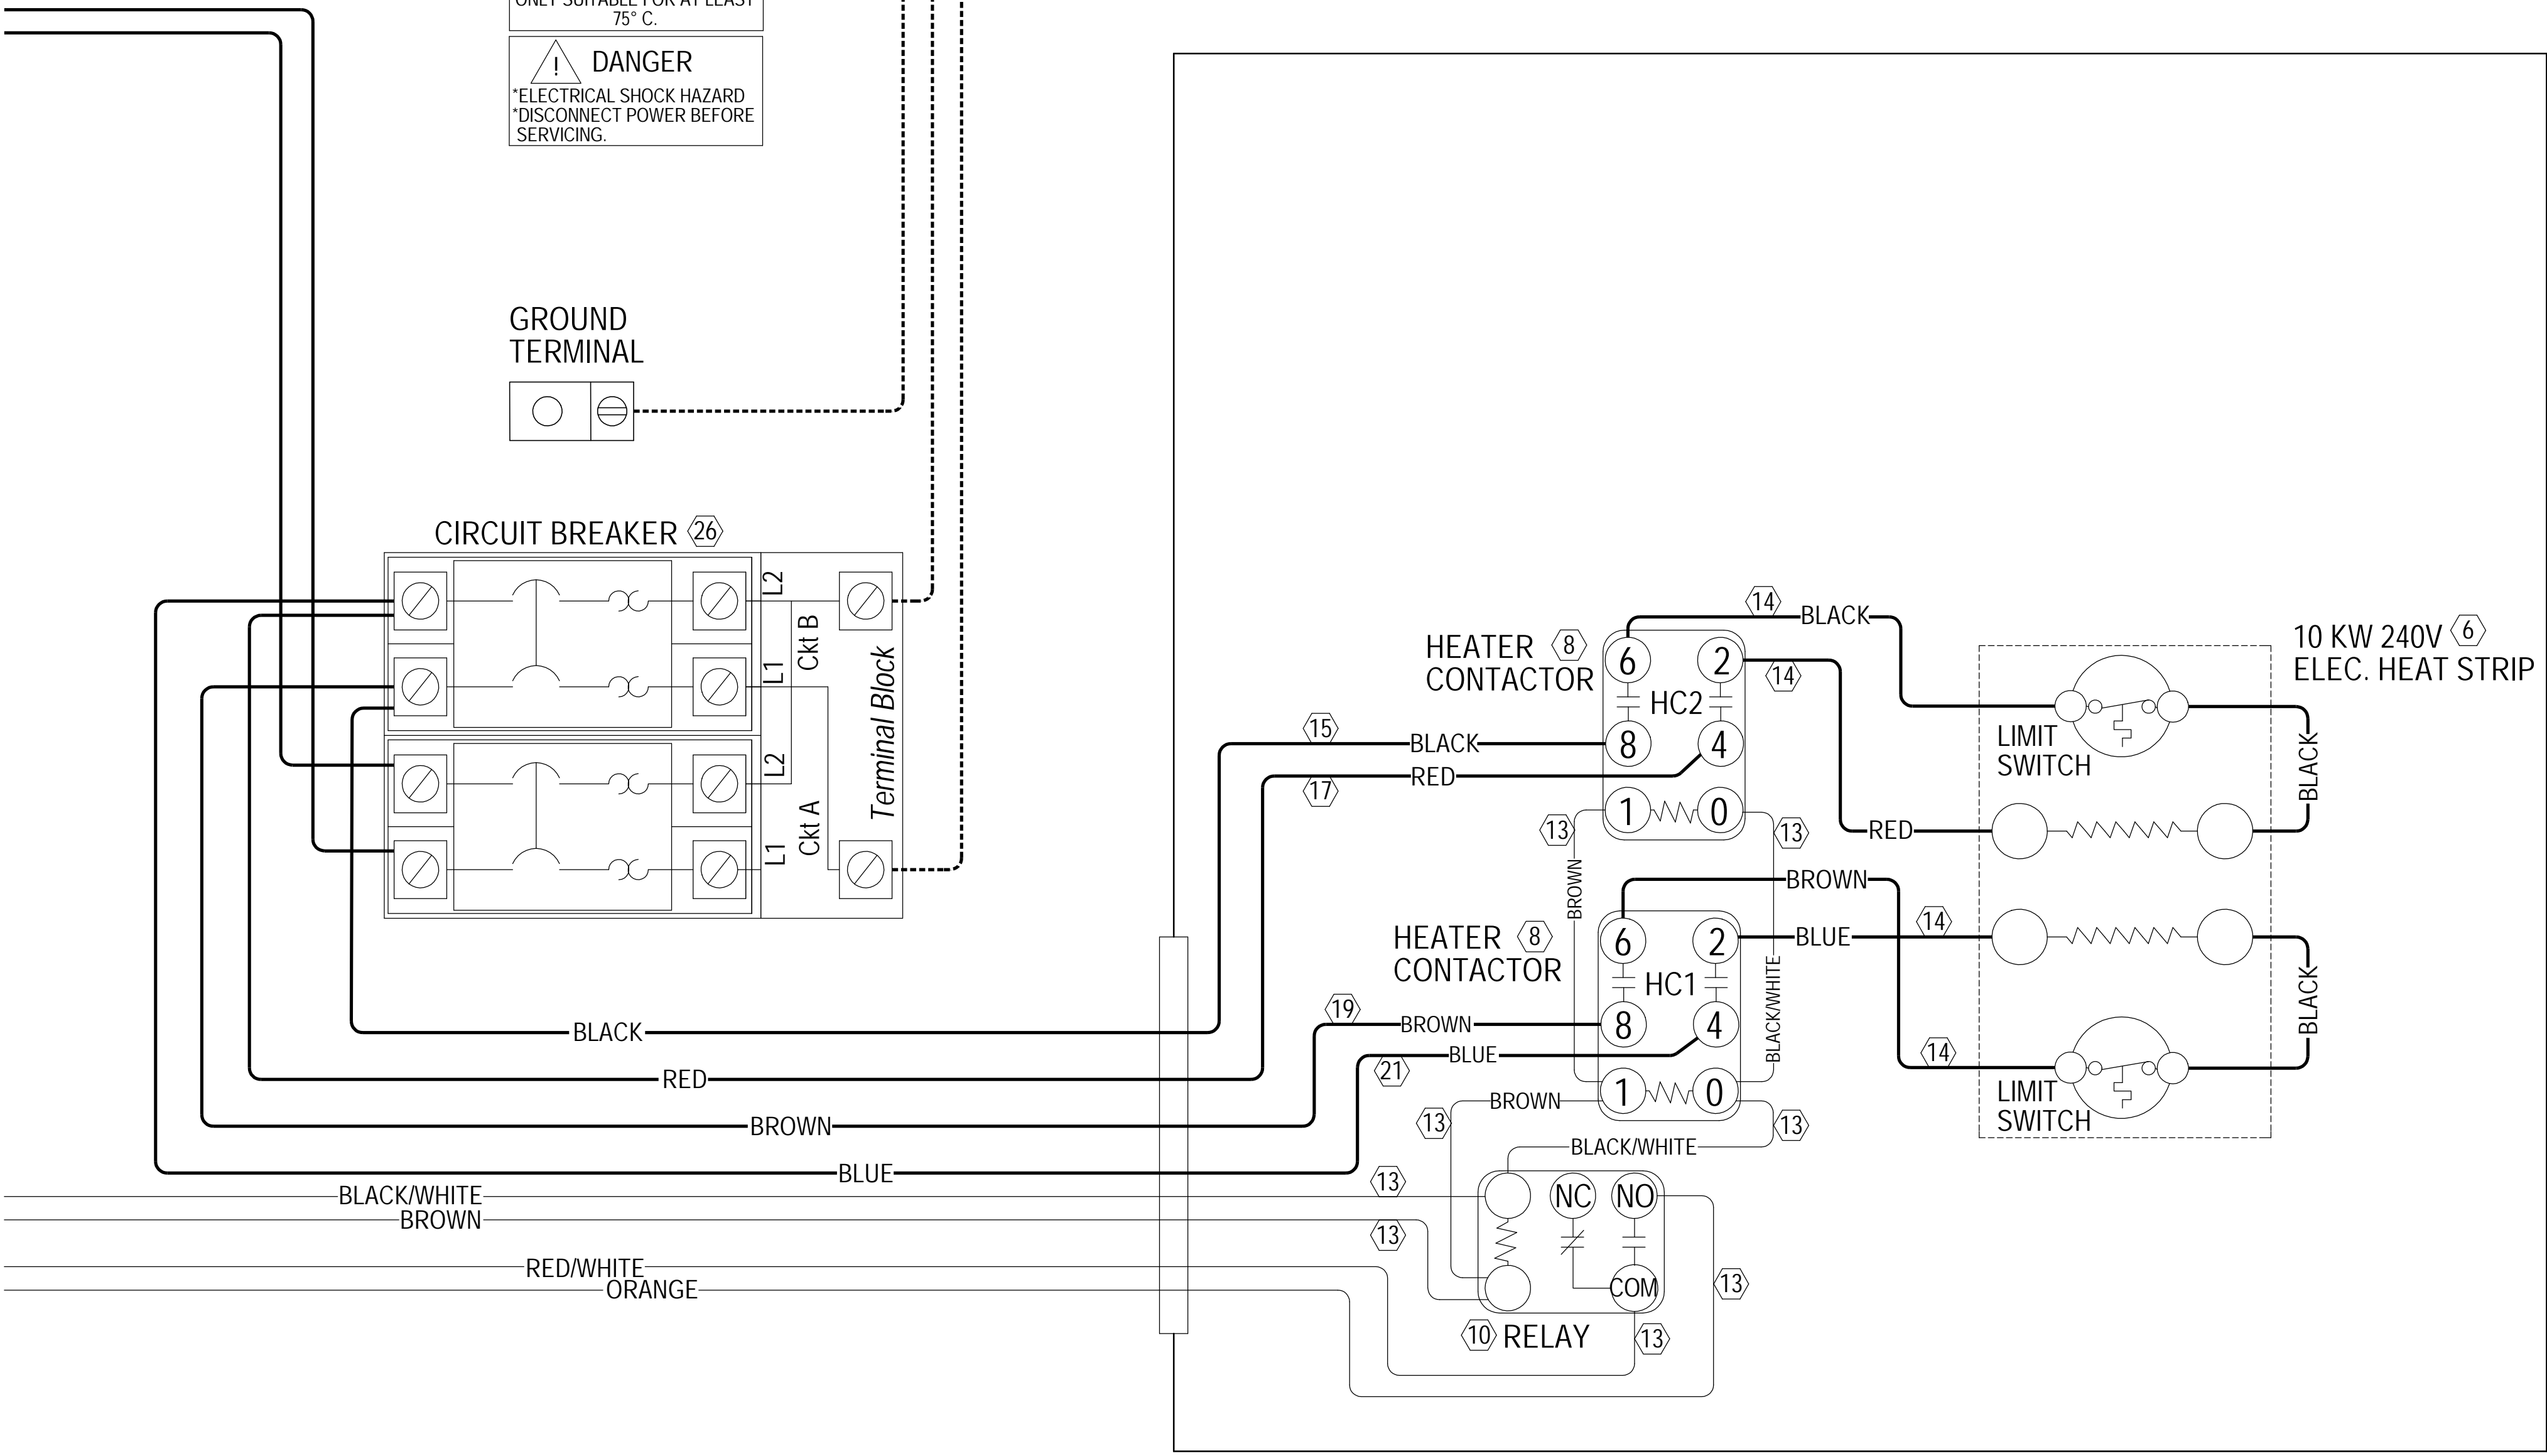 ONLY SUITABLE FOR AT LEAST
75° C.
! DANGER
*ELECTRICAL SHOCK HAZARD
*DISCONNECT POWER BEFORE
SERVICING.
GROUND
TERMINAL
CIRCUIT BREAKER 26
L2
Ckt B
L1
L2
Ckt A
L1
Terminal Block
BLACK
RED
BROWN
BLUE
BLACK/WHITE
BROWN
RED/WHITE
ORANGE
15
BLACK
RED
17
19
BROWN
BLUE
21
HEATER 8
CONTACTOR
6 2
HC2
8 4
1 0
14
BLACK
14
RED
13
BROWN
13
BLACK/WHITE
HEATER 8
CONTACTOR
6 2
HC1
8 4
1 0
BROWN
BLUE
14
14
BROWN
13
13
BLACK/WHITE
13
13
NC NO
COM
13
10 RELAY
13
10 KW 240V 6
ELEC. HEAT STRIP
LIMIT
SWITCH
BLACK
BLACK
LIMIT
SWITCH